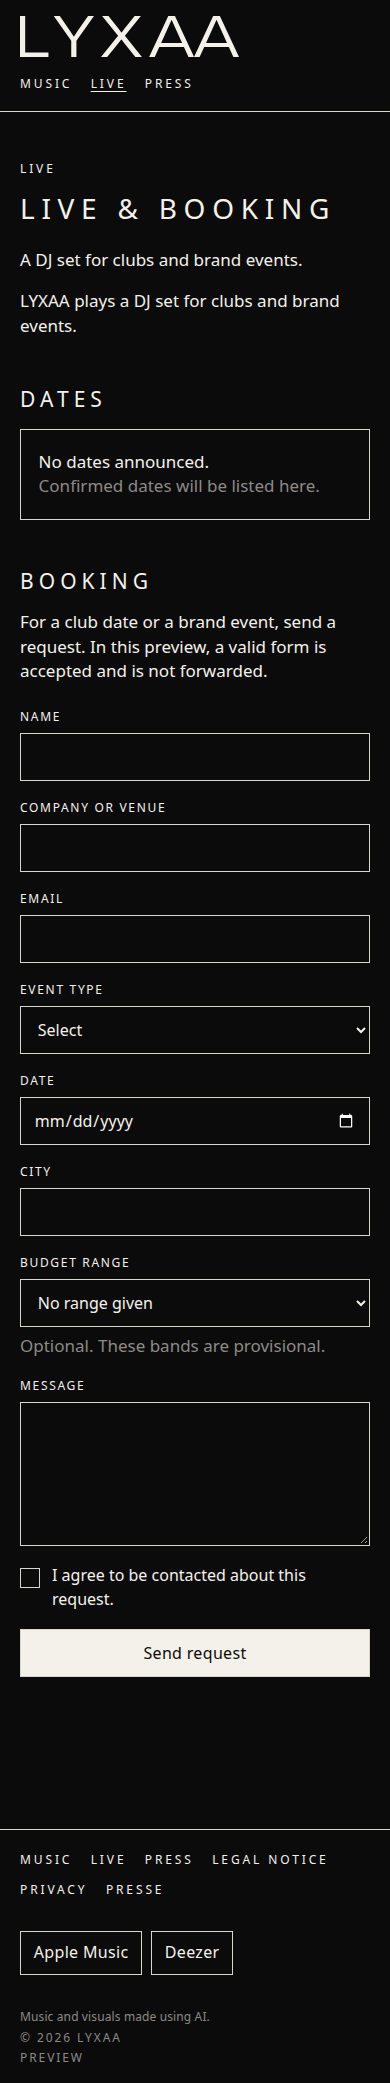 LYXAA
MUSIC LIVE PRESS
LIVE
LIVE & BOOKING
A DJ set for clubs and brand events.
LYXAA plays a DJ set for clubs and brand
events.
DATES
No dates announced.
Confirmed dates will be listed here.
BOOKING
For a club date or a brand event, send a
request. In this preview, a valid form is
accepted and is not forwarded.
NAME
COMPANY OR VENUE
EMAIL
EVENT TYPE
Select
DATE
mm/dd/yyyy
CITY
BUDGET RANGE
No range given
Optional. These bands are provisional.
MESSAGE
I agree to be contacted about this
request.
Send request
MUSIC LIVE PRESS LEGAL NOTICE
PRIVACY PRESSE
Apple Music Deezer
Music and visuals made using AI.
© 2026 LYXAA
PREVIEW